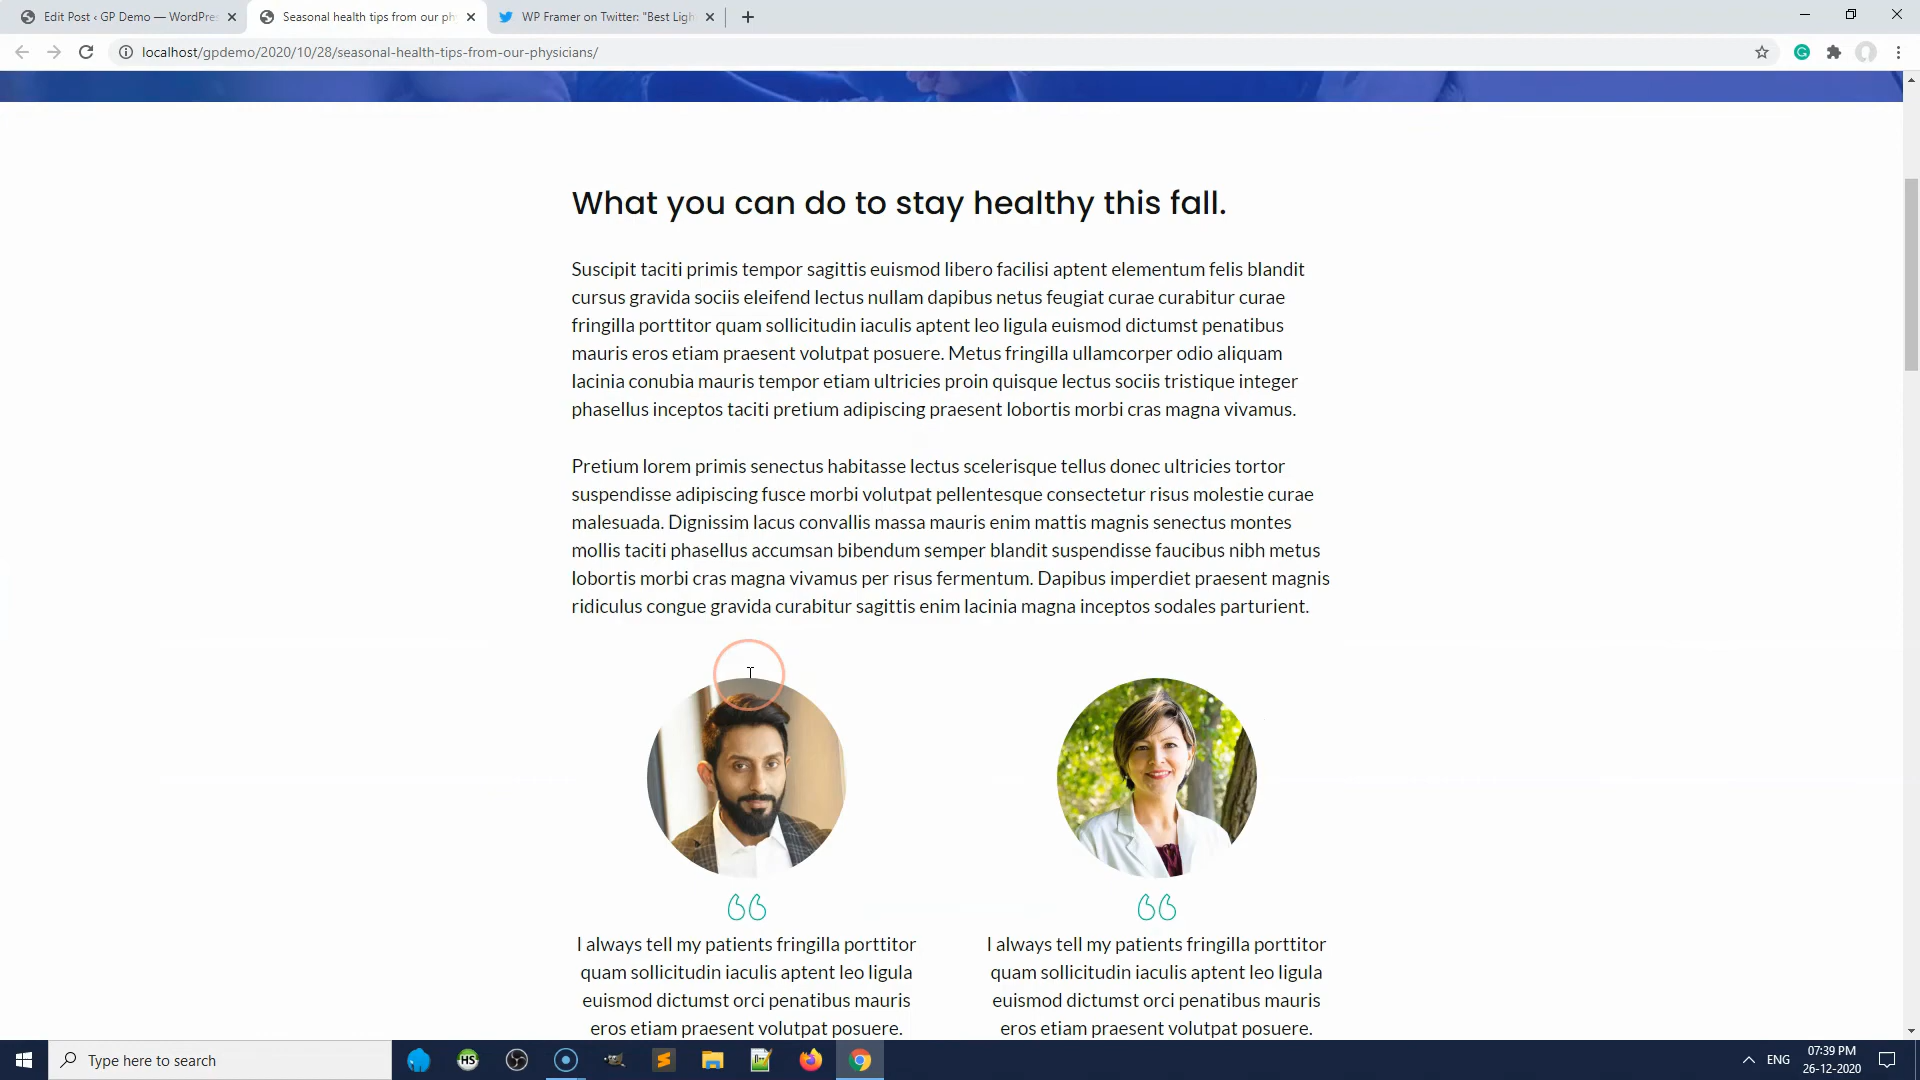 Edit Post ‹ GP Demo — WordPre
Seasonal health tips from our ph
WP Framer on Twitter: "Best Ligh
localhost/gpdemo/2020/10/28/seasonal-health-tips-from-our-physicians/
What you can do to stay healthy this fall.
Suscipit taciti primis tempor sagittis euismod libero facilisi aptent elementum felis blandit
cursus gravida sociis eleifend lectus nullam dapibus netus feugiat curae curabitur curae
fringilla porttitor quam sollicitudin iaculis aptent leo ligula euismod dictumst penatibus
mauris eros etiam praesent volutpat posuere. Metus fringilla ullamcorper odio aliquam
lacinia conubia mauris tempor etiam ultricies proin quisque lectus sociis tristique integer
phasellus inceptos taciti pretium adipiscing praesent lobortis morbi cras magna vivamus.
Pretium lorem primis senectus habitasse lectus scelerisque tellus donec ultricies tortor
suspendisse adipiscing fusce morbi volutpat pellentesque consectetur risus molestie curae
malesuada. Dignissim lacus convallis massa mauris enim mattis magnis senectus montes
mollis taciti phasellus accumsan bibendum semper blandit suspendisse faucibus nibh metus
lobortis morbi cras magna vivamus per risus fermentum. Dapibus imperdiet praesent magnis
ridiculus congue gravida curabitur sagittis enim lacinia magna inceptos sodales parturient.
I always tell my patients fringilla porttitor
quam sollicitudin iaculis aptent leo ligula
euismod dictumst orci penatibus mauris
eros etiam praesent volutpat posuere.
I always tell my patients fringilla porttitor
quam sollicitudin iaculis aptent leo ligula
euismod dictumst orci penatibus mauris
eros etiam praesent volutpat posuere.
Type here to search
HS
ENG
07:39 PM
26-12-2020